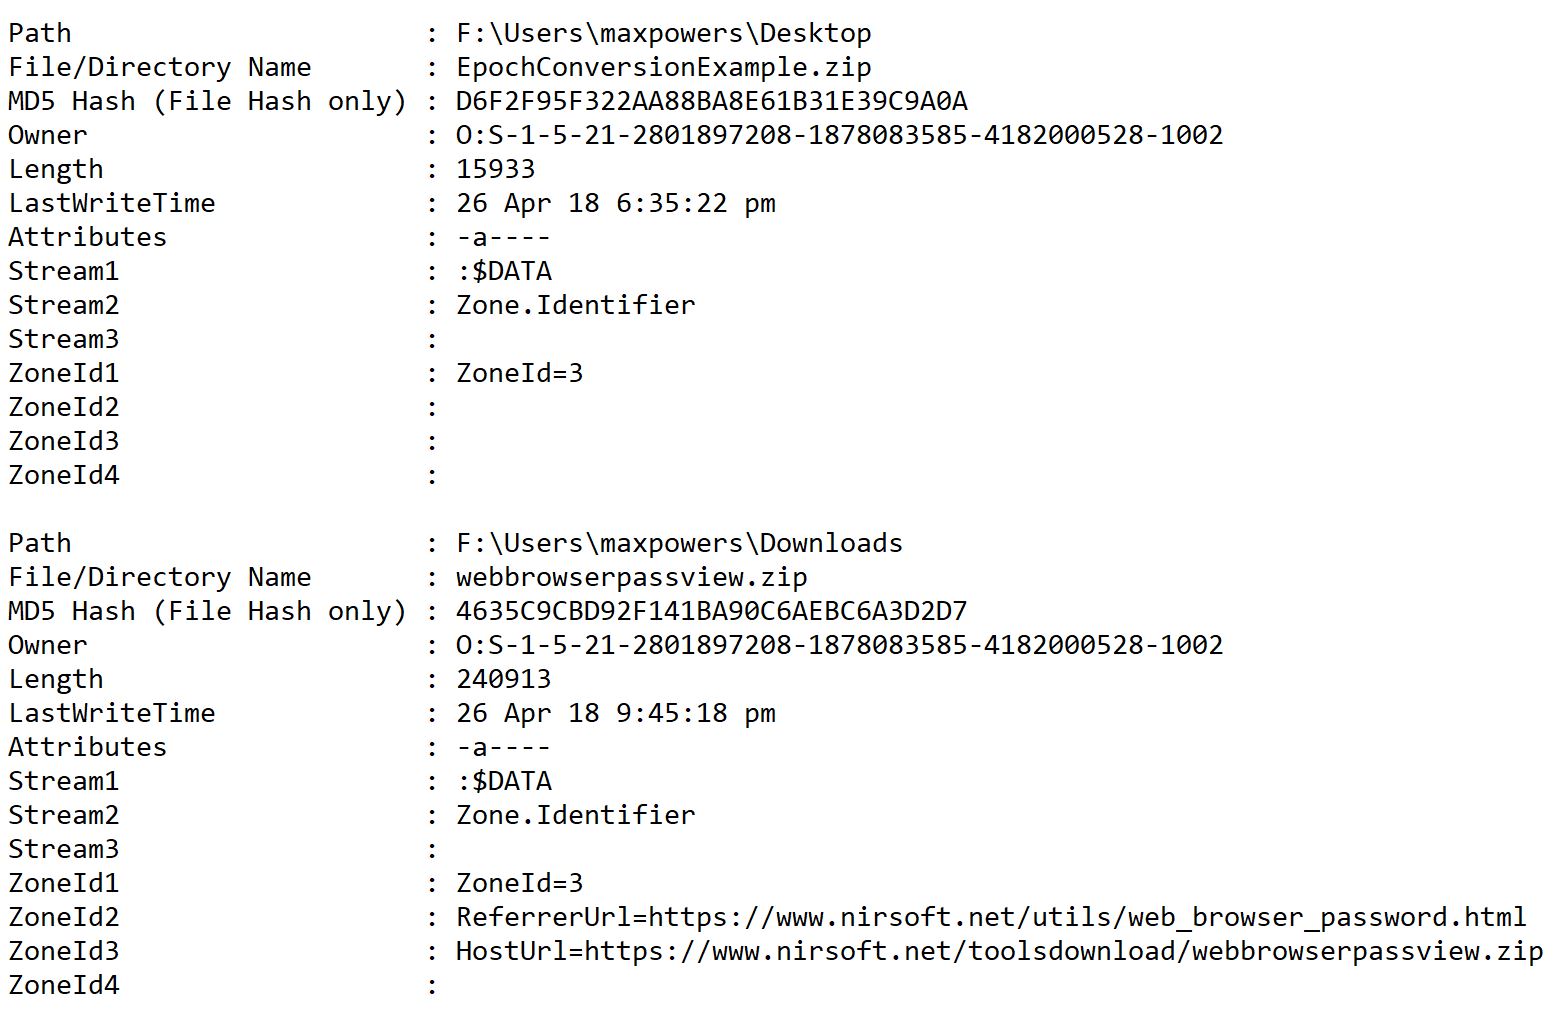 Path : F:\Users\maxpowers\Desktop
File/Directory Name : EpochConversionExample.zip
MD5 Hash (File Hash only) : D6F2F95F322AA88BA8E61B31E39C9A0A
Owner : O:S-1-5-21-2801897208-1878083585-4182000528-1002
Length : 15933
LastWriteTime : 26 Apr 18 6:35:22 pm
Attributes : -a----
Stream1 : :$DATA
Stream2 : Zone.Identifier
Stream3 :
ZoneId1 : ZoneId=3
ZoneId2 :
ZoneId3 :
ZoneId4 :

Path : F:\Users\maxpowers\Downloads
File/Directory Name : webbrowserpassview.zip
MD5 Hash (File Hash only) : 4635C9CBD92F141BA90C6AEBC6A3D2D7
Owner : O:S-1-5-21-2801897208-1878083585-4182000528-1002
Length : 240913
LastWriteTime : 26 Apr 18 9:45:18 pm
Attributes : -a----
Stream1 : :$DATA
Stream2 : Zone.Identifier
Stream3 :
ZoneId1 : ZoneId=3
ZoneId2 : ReferrerUrl=https://www.nirsoft.net/utils/web_browser_password.html
ZoneId3 : HostUrl=https://www.nirsoft.net/toolsdownload/webbrowserpassview.zip
ZoneId4 :